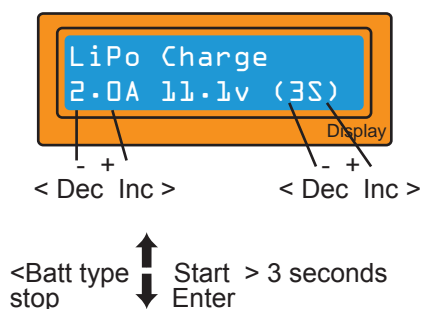 LiPo Charge
2.0A 11.1v (3S)
Display
- + - +
< Dec Inc > < Dec Inc >
<Batt type Start > 3 seconds
stop Enter